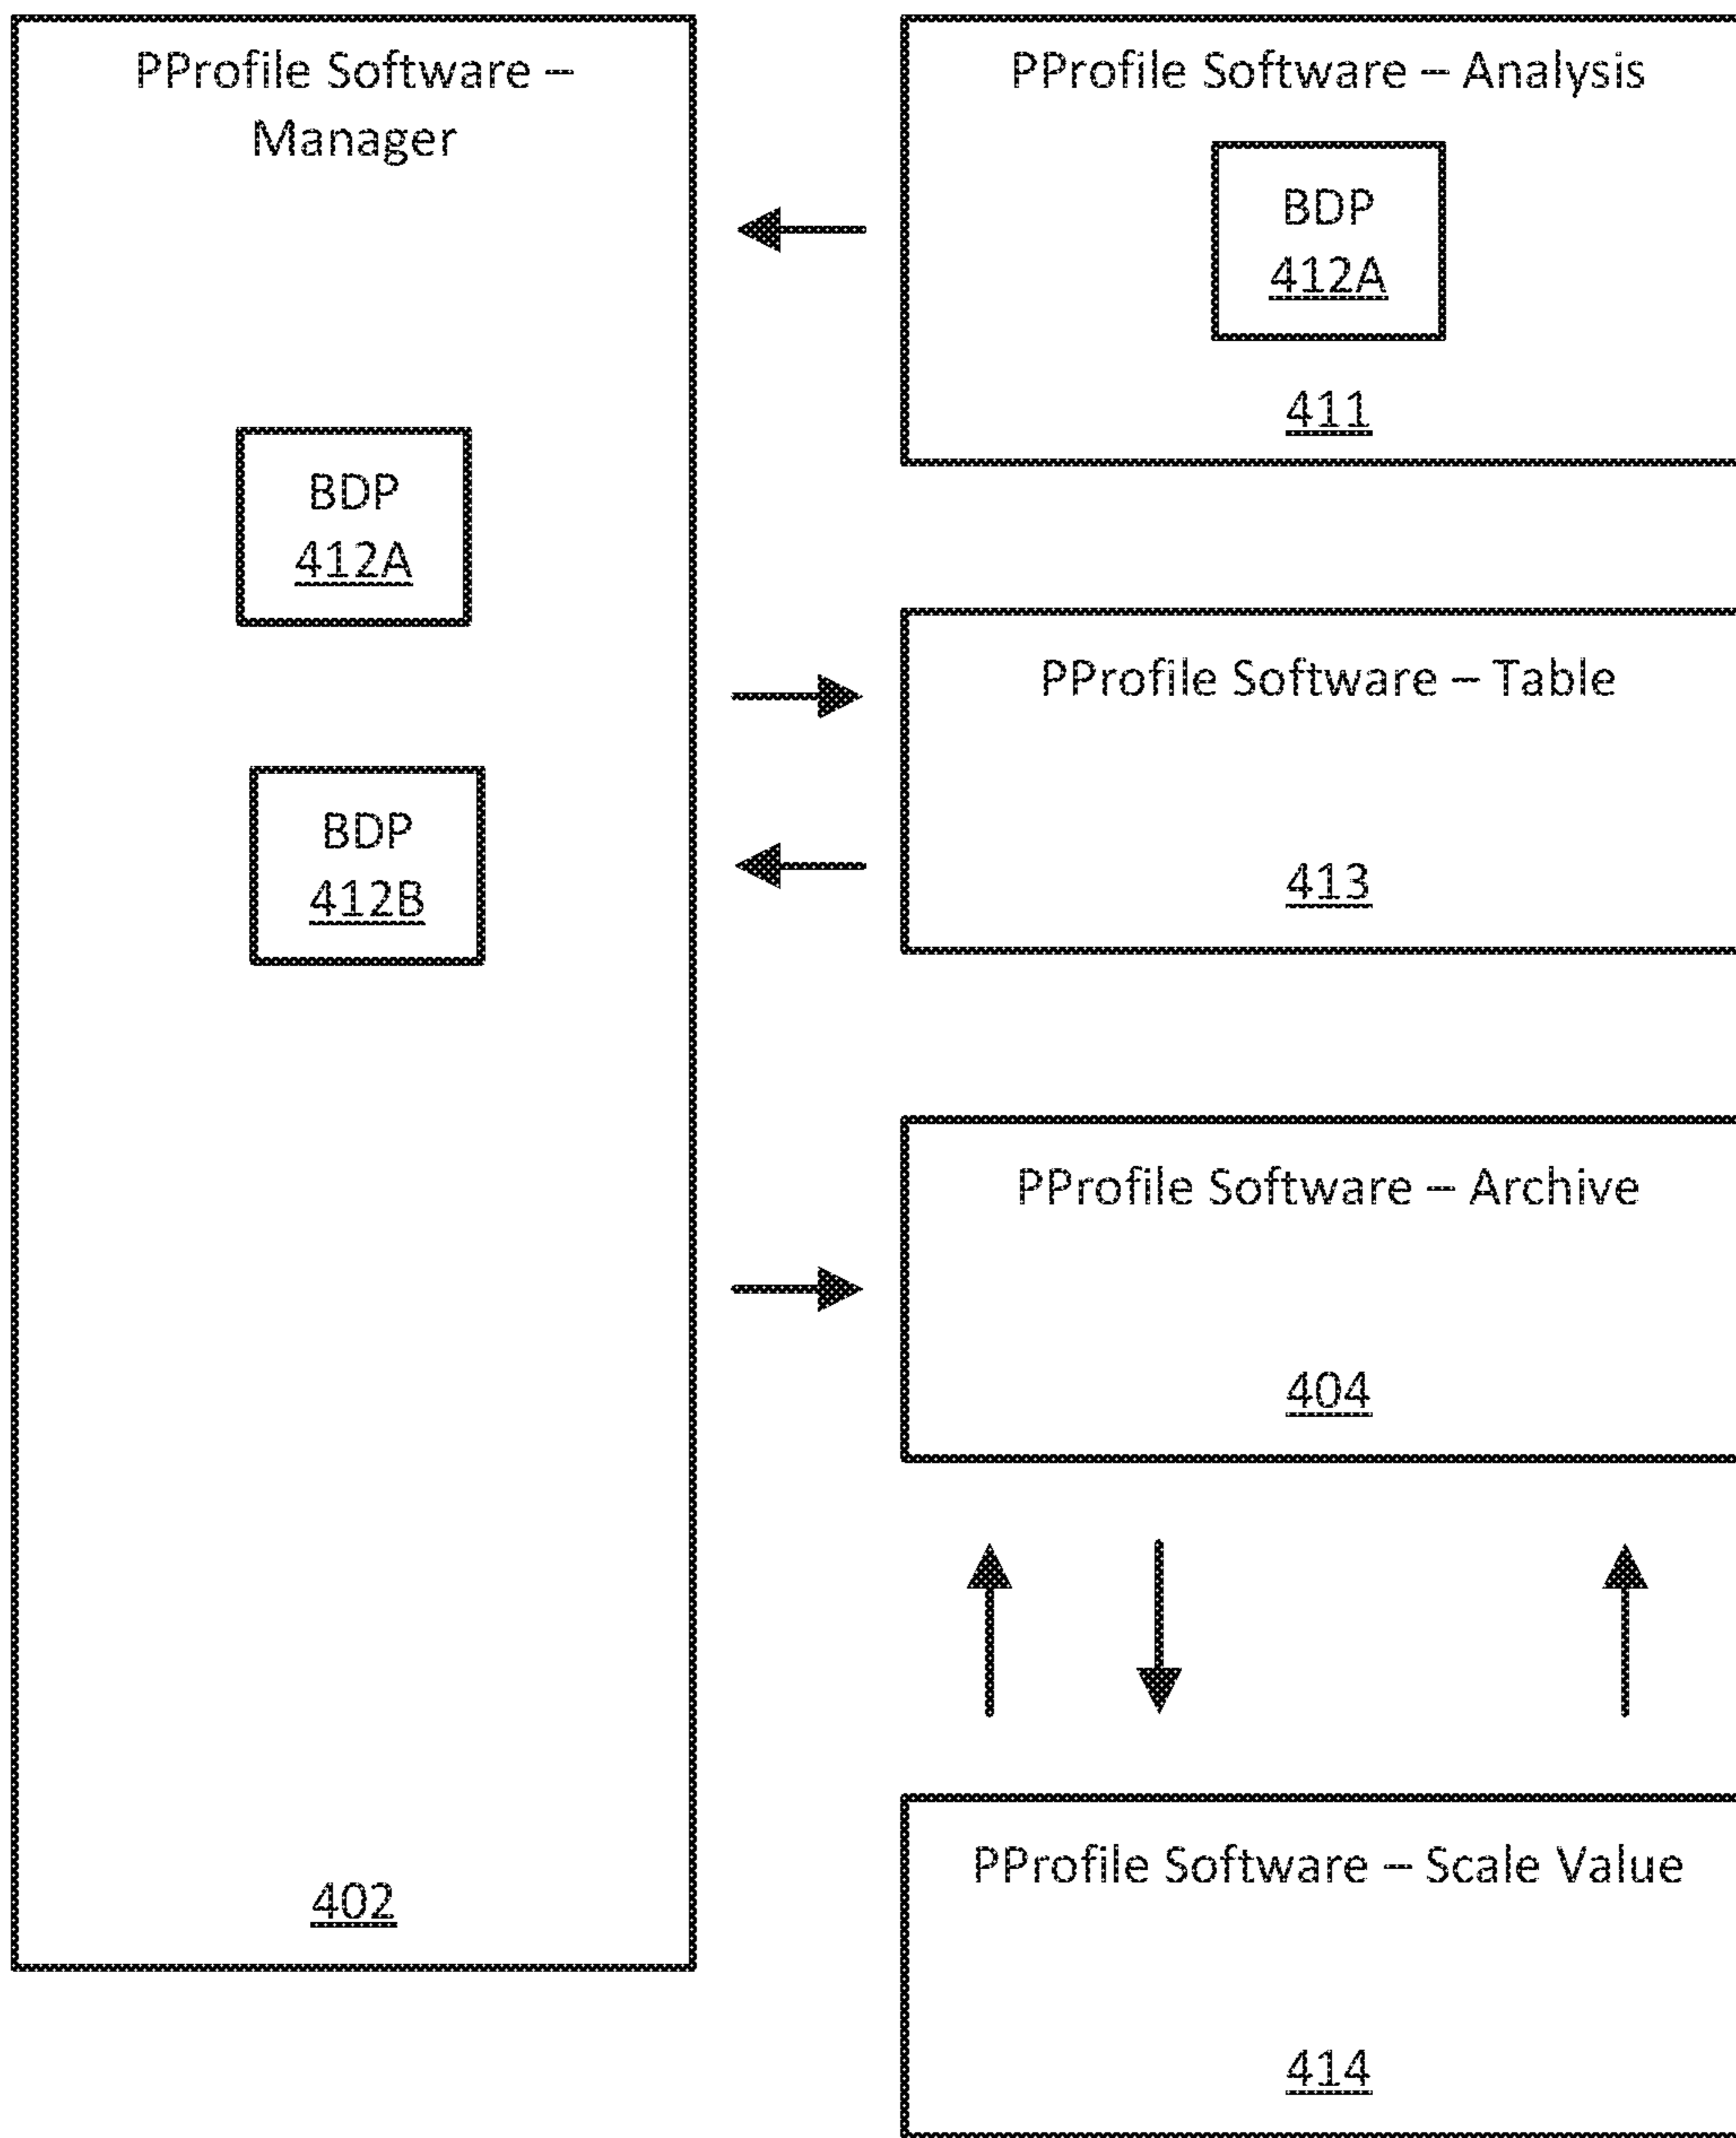 PProfile Software –
Manager
BDP
412A
BDP
412B
402
PProfile Software – Analysis
BDP
412A
411
PProfile Software – Table
413
PProfile Software – Archive
404
PProfile Software – Scale Value
414